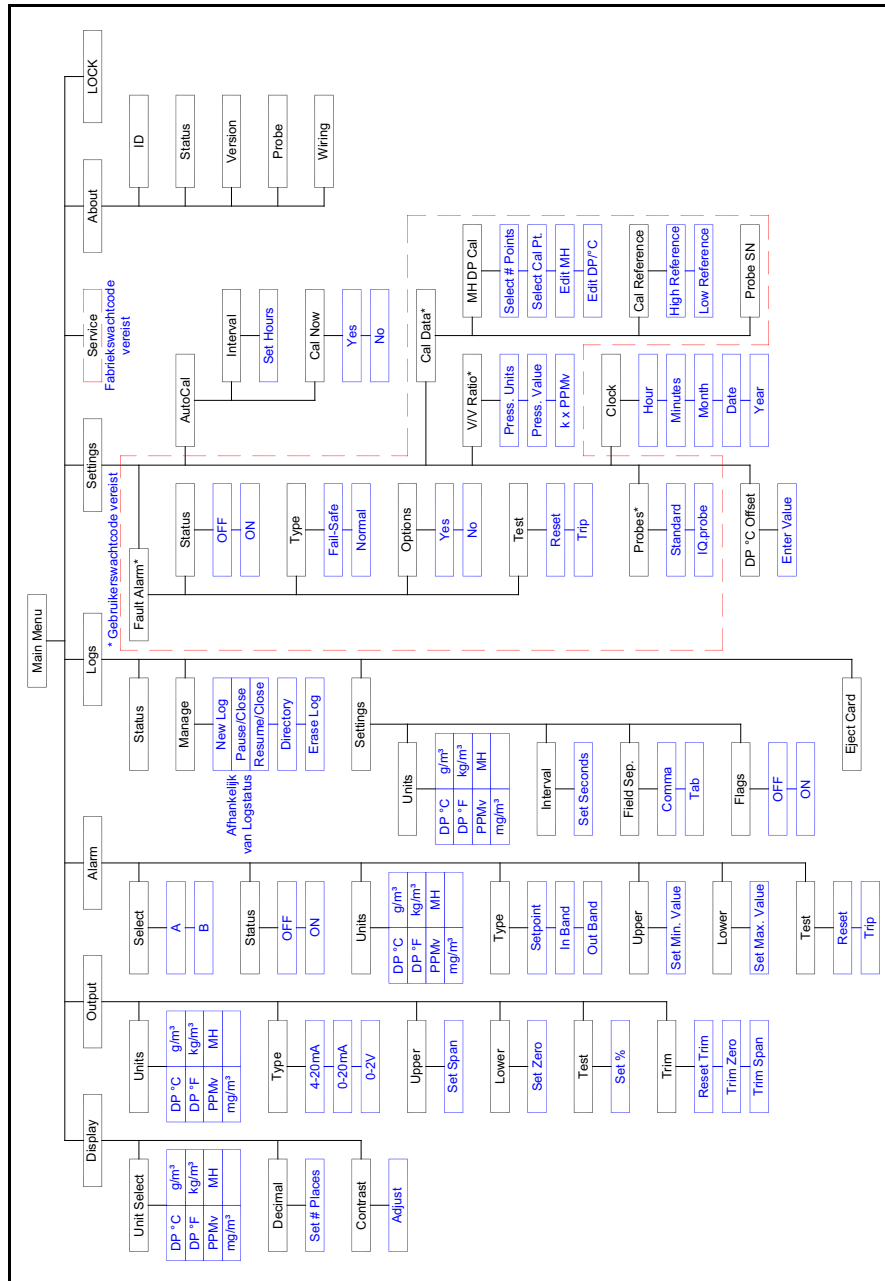 Main Menu
Display
Unit Select
DP °C
g/m³
DP °F
kg/m³
PPMv
MH
mg/m³
Decimal
Set # Places
Contrast
Adjust
Output
Units
DP °C
g/m³
DP °F
kg/m³
PPMv
MH
mg/m³
Type
4-20mA
0-20mA
0-2V
Upper
Set Span
Lower
Set Zero
Test
Set %
Trim
Reset Trim
Trim Zero
Trim Span
Alarm
Select
A
B
Status
OFF
ON
Units
DP °C
g/m³
DP °F
kg/m³
PPMv
MH
mg/m³
Type
Setpoint
In Band
Out Band
Upper
Set Min. Value
Lower
Set Max. Value
Test
Reset
Trip
Logs
Status
Manage
New Log
Pause/Close
Resume/Close
Directory
Erase Log
Afhankelijk
van Logstatus
Settings
Units
DP °C
g/m³
DP °F
kg/m³
PPMv
MH
mg/m³
Interval
Set Seconds
Field Sep.
Comma
Tab
Flags
OFF
ON
Eject Card
Settings
* Gebruikerswachtcode vereist
Fault Alarm*
Status
OFF
ON
Type
Fail-Safe
Normal
Options
Yes
No
Test
Reset
Trip
AutoCal
Interval
Set Hours
Cal Now
Yes
No
Cal Data*
MH DP Cal
Select # Points
Select Cal Pt.
Edit MH
Edit DP/°C
Cal Reference
High Reference
Low Reference
Probe SN
V/V Ratio*
Press. Units
Press. Value
k x PPMv
Clock
Hour
Minutes
Month
Date
Year
Probes*
Standard
IQ.probe
DP °C Offset
Enter Value
Service
Fabriekswachtcode
vereist
About
ID
Status
Version
Probe
Wiring
LOCK